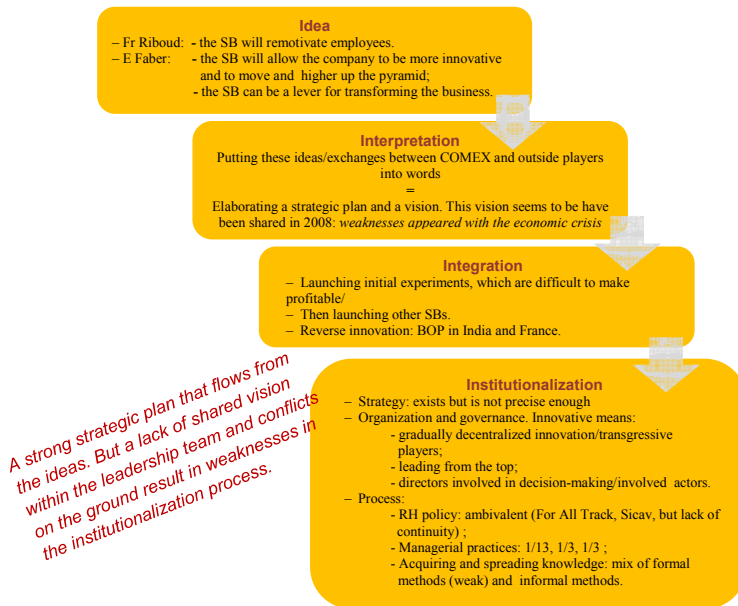 Idea
– Fr Riboud: - the SB will remotivate employees.
– E Faber: - the SB will allow the company to be more innovative
and to move and higher up the pyramid;
- the SB can be a lever for transforming the business.
Interpretation
Putting these ideas/exchanges between COMEX and outside players
into words
=
Elaborating a strategic plan and a vision. This vision seems to be have
been shared in 2008: weaknesses appeared with the economic crisis
Integration
– Launching initial experiments, which are difficult to make
profitable/
– Then launching other SBs.
– Reverse innovation: BOP in India and France.
Institutionalization
– Strategy: exists but is not precise enough
– Organization and governance. Innovative means:
- gradually decentralized innovation/transgressive
players;
- leading from the top;
- directors involved in decision-making/involved actors.
– Process:
- RH policy: ambivalent (For All Track, Sicav, but lack of
continuity) ;
- Managerial practices: 1/13, 1/3, 1/3 ;
- Acquiring and spreading knowledge: mix of formal
methods (weak) and informal methods.
A strong strategic plan that flows from
the ideas. But a lack of shared vision
within the leadership team and conflicts
on the ground result in weaknesses in
the institutionalization process.